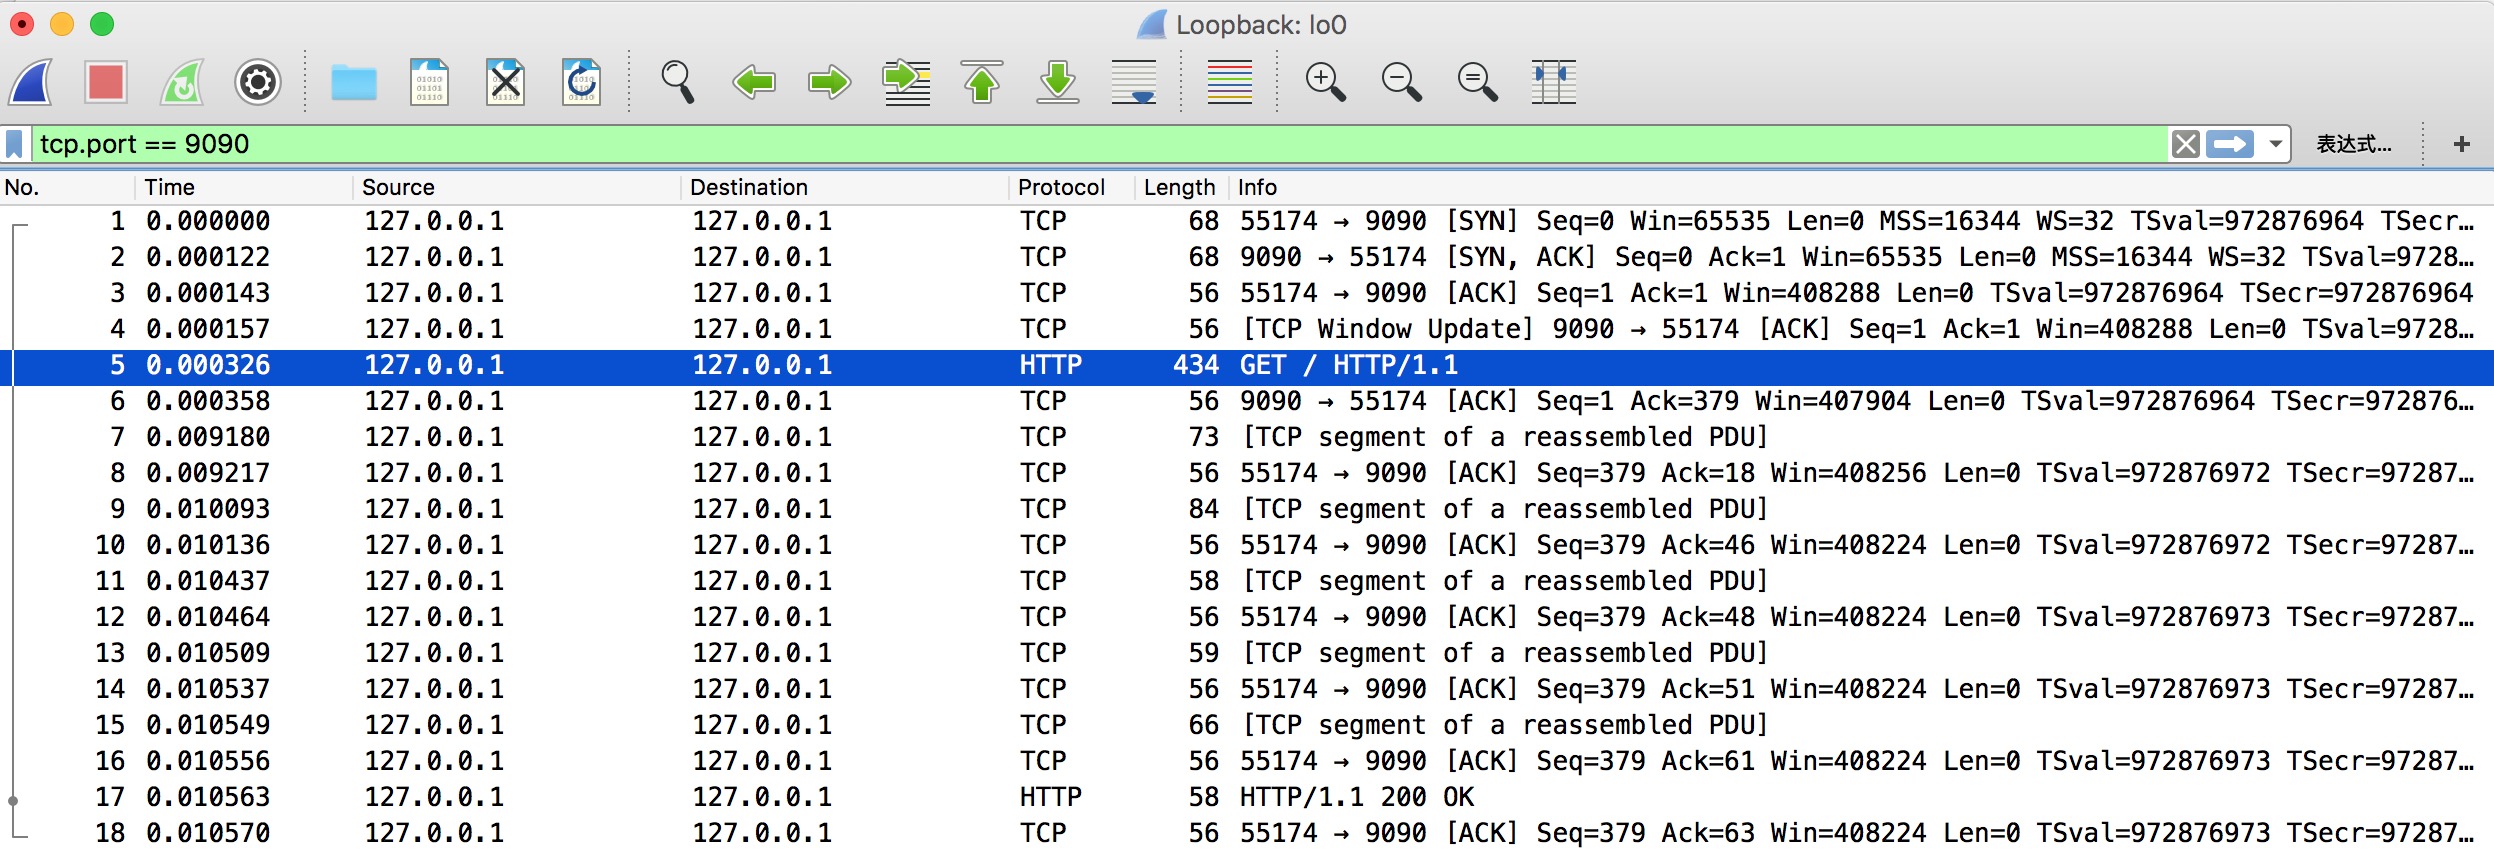 Loopback: lo0
tcp.port == 9090
表达式…
+
No. Time Source Destination Protocol Length Info
1 0.000000 127.0.0.1 127.0.0.1 TCP 68 55174 → 9090 [SYN] Seq=0 Win=65535 Len=0 MSS=16344 WS=32 TSval=972876964 TSecr…
2 0.000122 127.0.0.1 127.0.0.1 TCP 68 9090 → 55174 [SYN, ACK] Seq=0 Ack=1 Win=65535 Len=0 MSS=16344 WS=32 TSval=9728…
3 0.000143 127.0.0.1 127.0.0.1 TCP 56 55174 → 9090 [ACK] Seq=1 Ack=1 Win=408288 Len=0 TSval=972876964 TSecr=972876964
4 0.000157 127.0.0.1 127.0.0.1 TCP 56 [TCP Window Update] 9090 → 55174 [ACK] Seq=1 Ack=1 Win=408288 Len=0 TSval=9728…
5 0.000326 127.0.0.1 127.0.0.1 HTTP 434 GET / HTTP/1.1
6 0.000358 127.0.0.1 127.0.0.1 TCP 56 9090 → 55174 [ACK] Seq=1 Ack=379 Win=407904 Len=0 TSval=972876964 TSecr=972876…
7 0.009180 127.0.0.1 127.0.0.1 TCP 73 [TCP segment of a reassembled PDU]
8 0.009217 127.0.0.1 127.0.0.1 TCP 56 55174 → 9090 [ACK] Seq=379 Ack=18 Win=408256 Len=0 TSval=972876972 TSecr=97287…
9 0.010093 127.0.0.1 127.0.0.1 TCP 84 [TCP segment of a reassembled PDU]
10 0.010136 127.0.0.1 127.0.0.1 TCP 56 55174 → 9090 [ACK] Seq=379 Ack=46 Win=408224 Len=0 TSval=972876972 TSecr=97287…
11 0.010437 127.0.0.1 127.0.0.1 TCP 58 [TCP segment of a reassembled PDU]
12 0.010464 127.0.0.1 127.0.0.1 TCP 56 55174 → 9090 [ACK] Seq=379 Ack=48 Win=408224 Len=0 TSval=972876973 TSecr=97287…
13 0.010509 127.0.0.1 127.0.0.1 TCP 59 [TCP segment of a reassembled PDU]
14 0.010537 127.0.0.1 127.0.0.1 TCP 56 55174 → 9090 [ACK] Seq=379 Ack=51 Win=408224 Len=0 TSval=972876973 TSecr=97287…
15 0.010549 127.0.0.1 127.0.0.1 TCP 66 [TCP segment of a reassembled PDU]
16 0.010556 127.0.0.1 127.0.0.1 TCP 56 55174 → 9090 [ACK] Seq=379 Ack=61 Win=408224 Len=0 TSval=972876973 TSecr=97287…
17 0.010563 127.0.0.1 127.0.0.1 HTTP 58 HTTP/1.1 200 OK
18 0.010570 127.0.0.1 127.0.0.1 TCP 56 55174 → 9090 [ACK] Seq=379 Ack=63 Win=408224 Len=0 TSval=972876973 TSecr=97287…